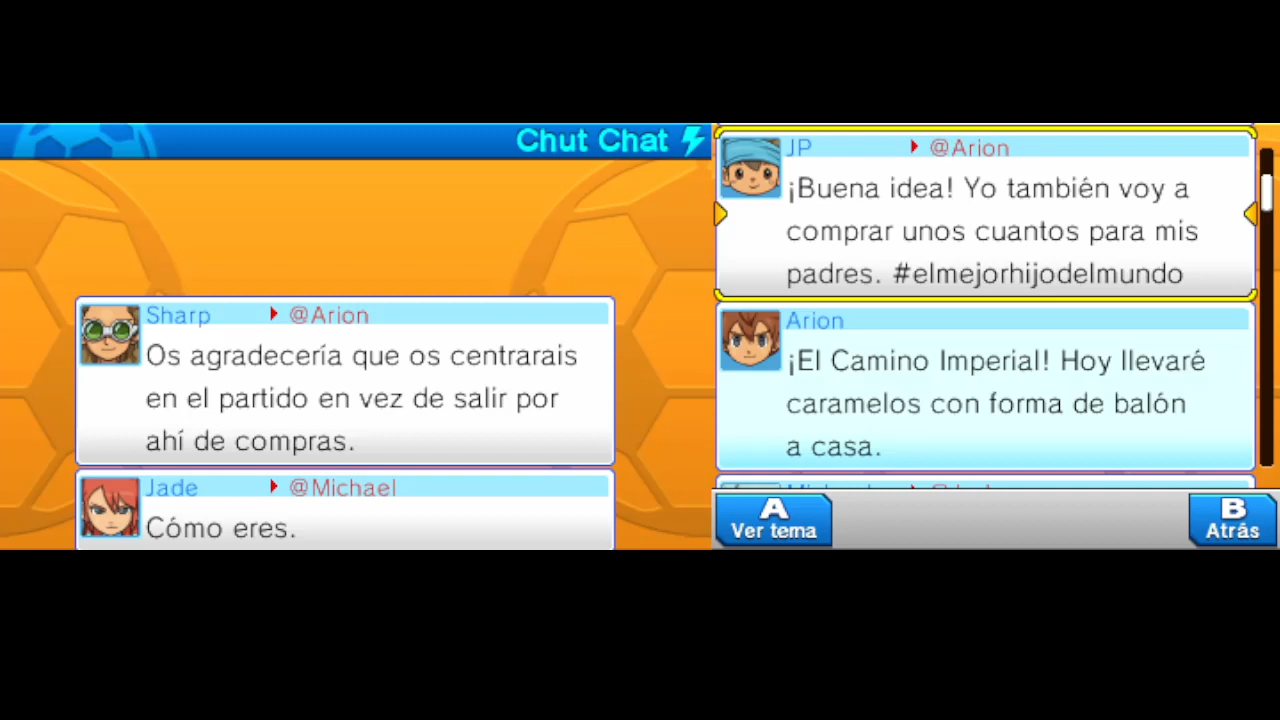 Chut Chat
Sharp @Arion
Os agradecería que os centrarais
en el partido en vez de salir por
ahí de compras.
Jade @Michael
Cómo eres.
JP @Arion
¡Buena idea! Yo también voy a
comprar unos cuantos para mis
padres. #elmejorhijodelmundo
Arion
¡El Camino Imperial! Hoy llevaré
caramelos con forma de balón
a casa.
A
Ver tema
B
Atrás